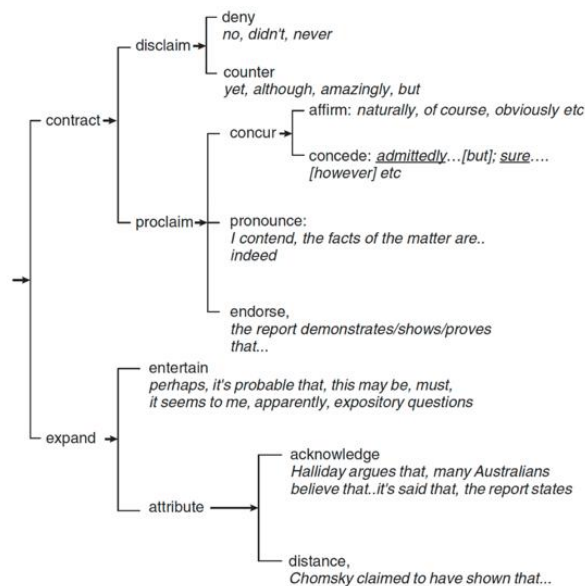 deny
no, didn't, never
disclaim
counter
yet, although, amazingly, but
contract
affirm: naturally, of course, obviously etc
concur
concede: admittedly…[but]; sure….
[however] etc
proclaim
pronounce:
I contend, the facts of the matter are..
indeed
endorse,
the report demonstrates/shows/proves
that...
entertain
perhaps, it's probable that, this may be, must,
it seems to me, apparently, expository questions
expand
acknowledge
Halliday argues that, many Australians
believe that..it's said that, the report states
attribute
distance,
Chomsky claimed to have shown that...